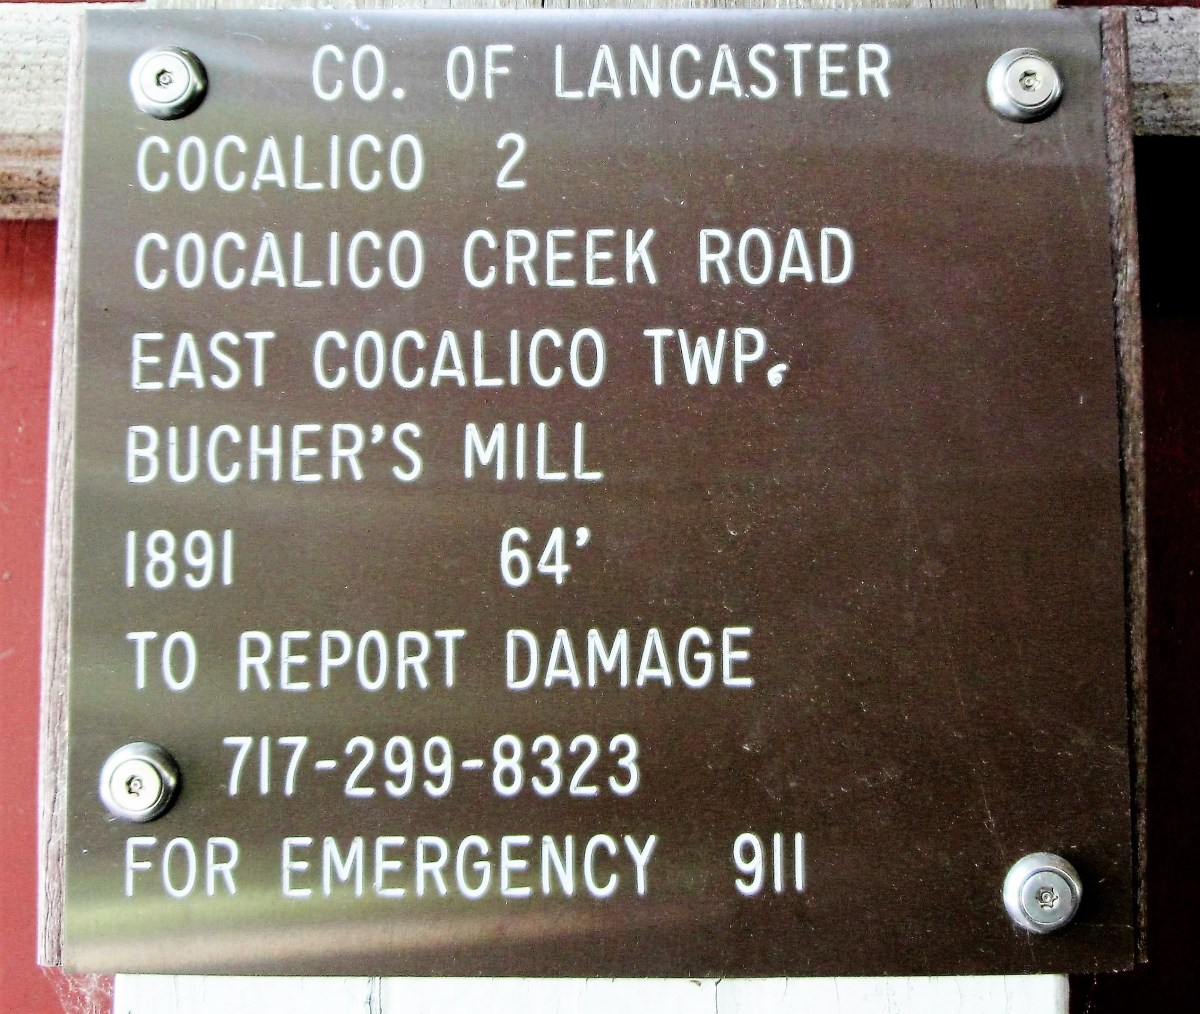 CO. OF LANCASTER
COCALICO 2
COCALICO CREEK ROAD
EAST COCALICO TWP.
BUCHER'S MILL
1891 64'
TO REPORT DAMAGE
717-299-8323
FOR EMERGENCY 911